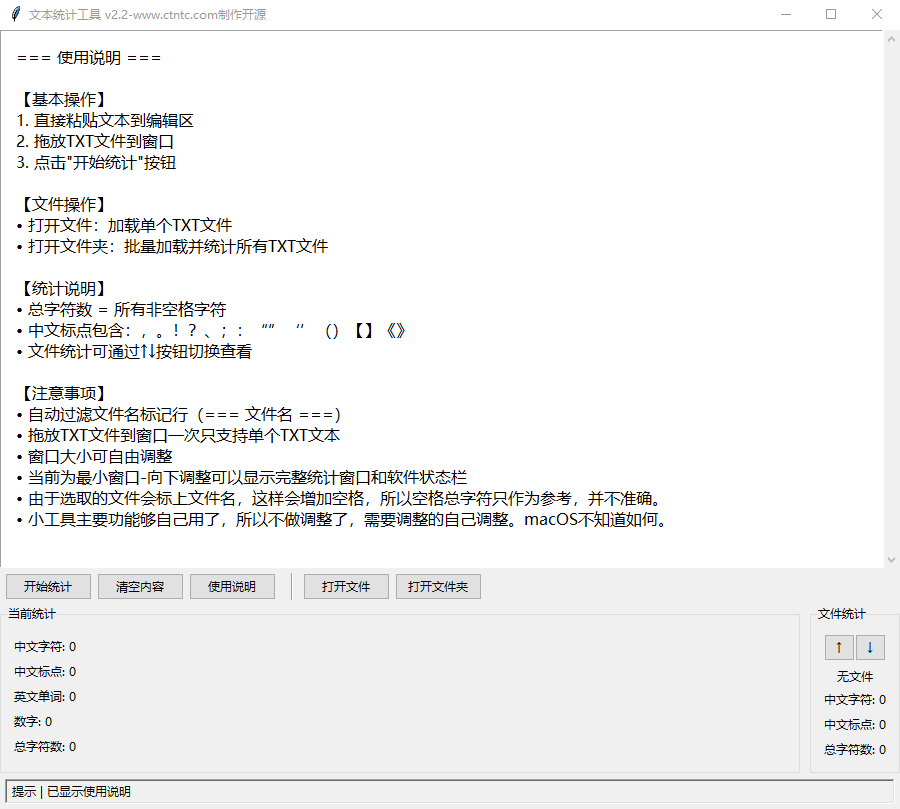 文本统计工具 v2.2-www.ctntc.com制作开源
=== 使用说明 ===
【基本操作】
1. 直接粘贴文本到编辑区
2. 拖放TXT文件到窗口
3. 点击"开始统计"按钮
【文件操作】
• 打开文件：加载单个TXT文件
• 打开文件夹：批量加载并统计所有TXT文件
【统计说明】
• 总字符数 = 所有非空格字符
• 中文标点包含：，。！？、；：“”‘’（）【】《》
• 文件统计可通过↑↓按钮切换查看
【注意事项】
• 自动过滤文件名标记行（=== 文件名 ===）
• 拖放TXT文件到窗口一次只支持单个TXT文本
• 窗口大小可自由调整
• 当前为最小窗口-向下调整可以显示完整统计窗口和软件状态栏
• 由于选取的文件会标上文件名，这样会增加空格，所以空格总字符只作为参考，并不准确。
• 小工具主要功能够自己用了，所以不做调整了，需要调整的自己调整。macOS不知道如何。
开始统计 清空内容 使用说明 打开文件 打开文件夹
当前统计
中文字符: 0
中文标点: 0
英文单词: 0
数字: 0
总字符数: 0
文件统计
↑ ↓
无文件
中文字符: 0
中文标点: 0
总字符数: 0
提示 | 已显示使用说明